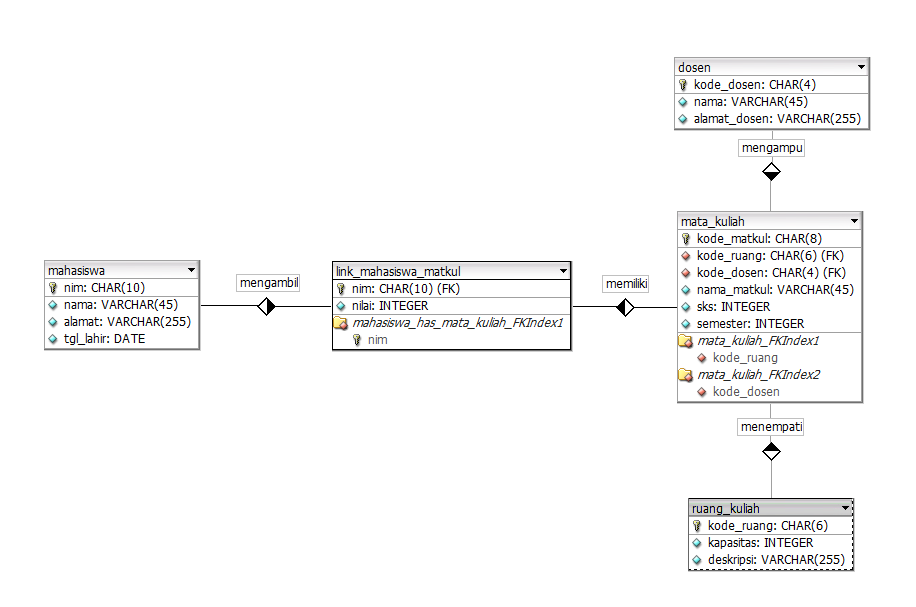 dosen
kode_dosen: CHAR(4)
nama: VARCHAR(45)
alamat_dosen: VARCHAR(255)
mengampu
mata_kuliah
kode_matkul: CHAR(8)
kode_ruang: CHAR(6) (FK)
kode_dosen: CHAR(4) (FK)
nama_matkul: VARCHAR(45)
sks: INTEGER
semester: INTEGER
mata_kuliah_FKIndex1
kode_ruang
mata_kuliah_FKIndex2
kode_dosen
mahasiswa
nim: CHAR(10)
nama: VARCHAR(45)
alamat: VARCHAR(255)
tgl_lahir: DATE
mengambil
link_mahasiswa_matkul
nim: CHAR(10) (FK)
nilai: INTEGER
mahasiswa_has_mata_kuliah_FKIndex1
nim
memiliki
menempati
ruang_kuliah
kode_ruang: CHAR(6)
kapasitas: INTEGER
deskripsi: VARCHAR(255)